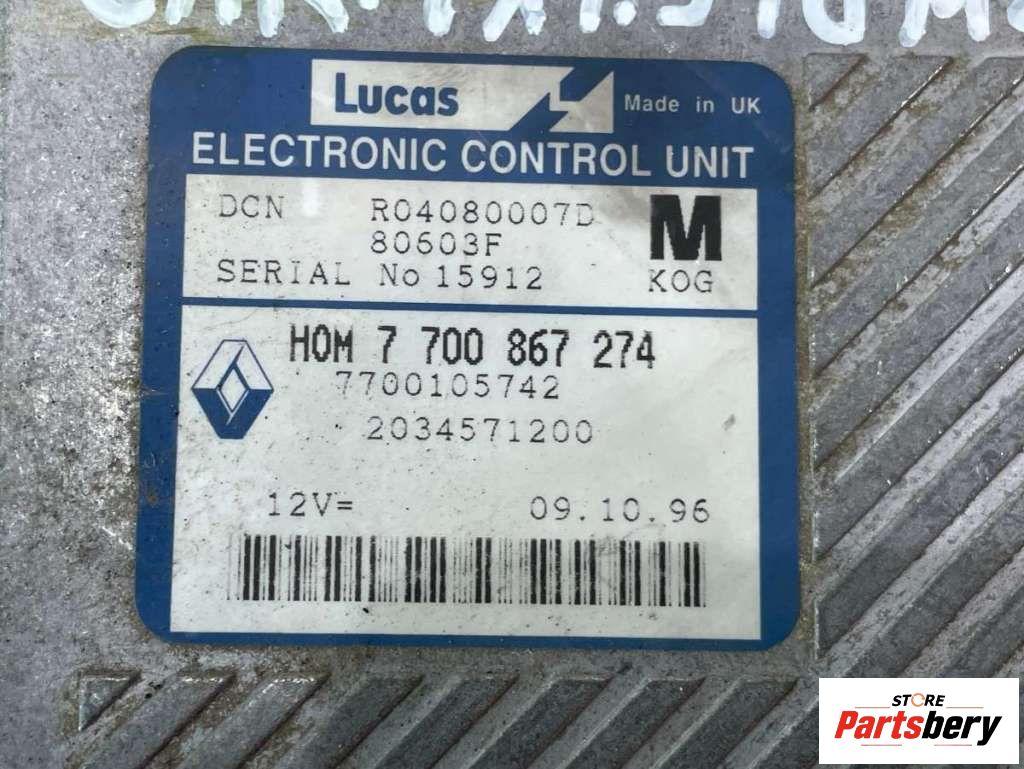 Lucas
Made in UK
ELECTRONIC CONTROL UNIT
DCN R04080007D
80603F
M
SERIAL No 15912
KOG
HOM 7 700 867 274
7700105742
2034571200
12V= 09.10.96
STORE
Partsbery